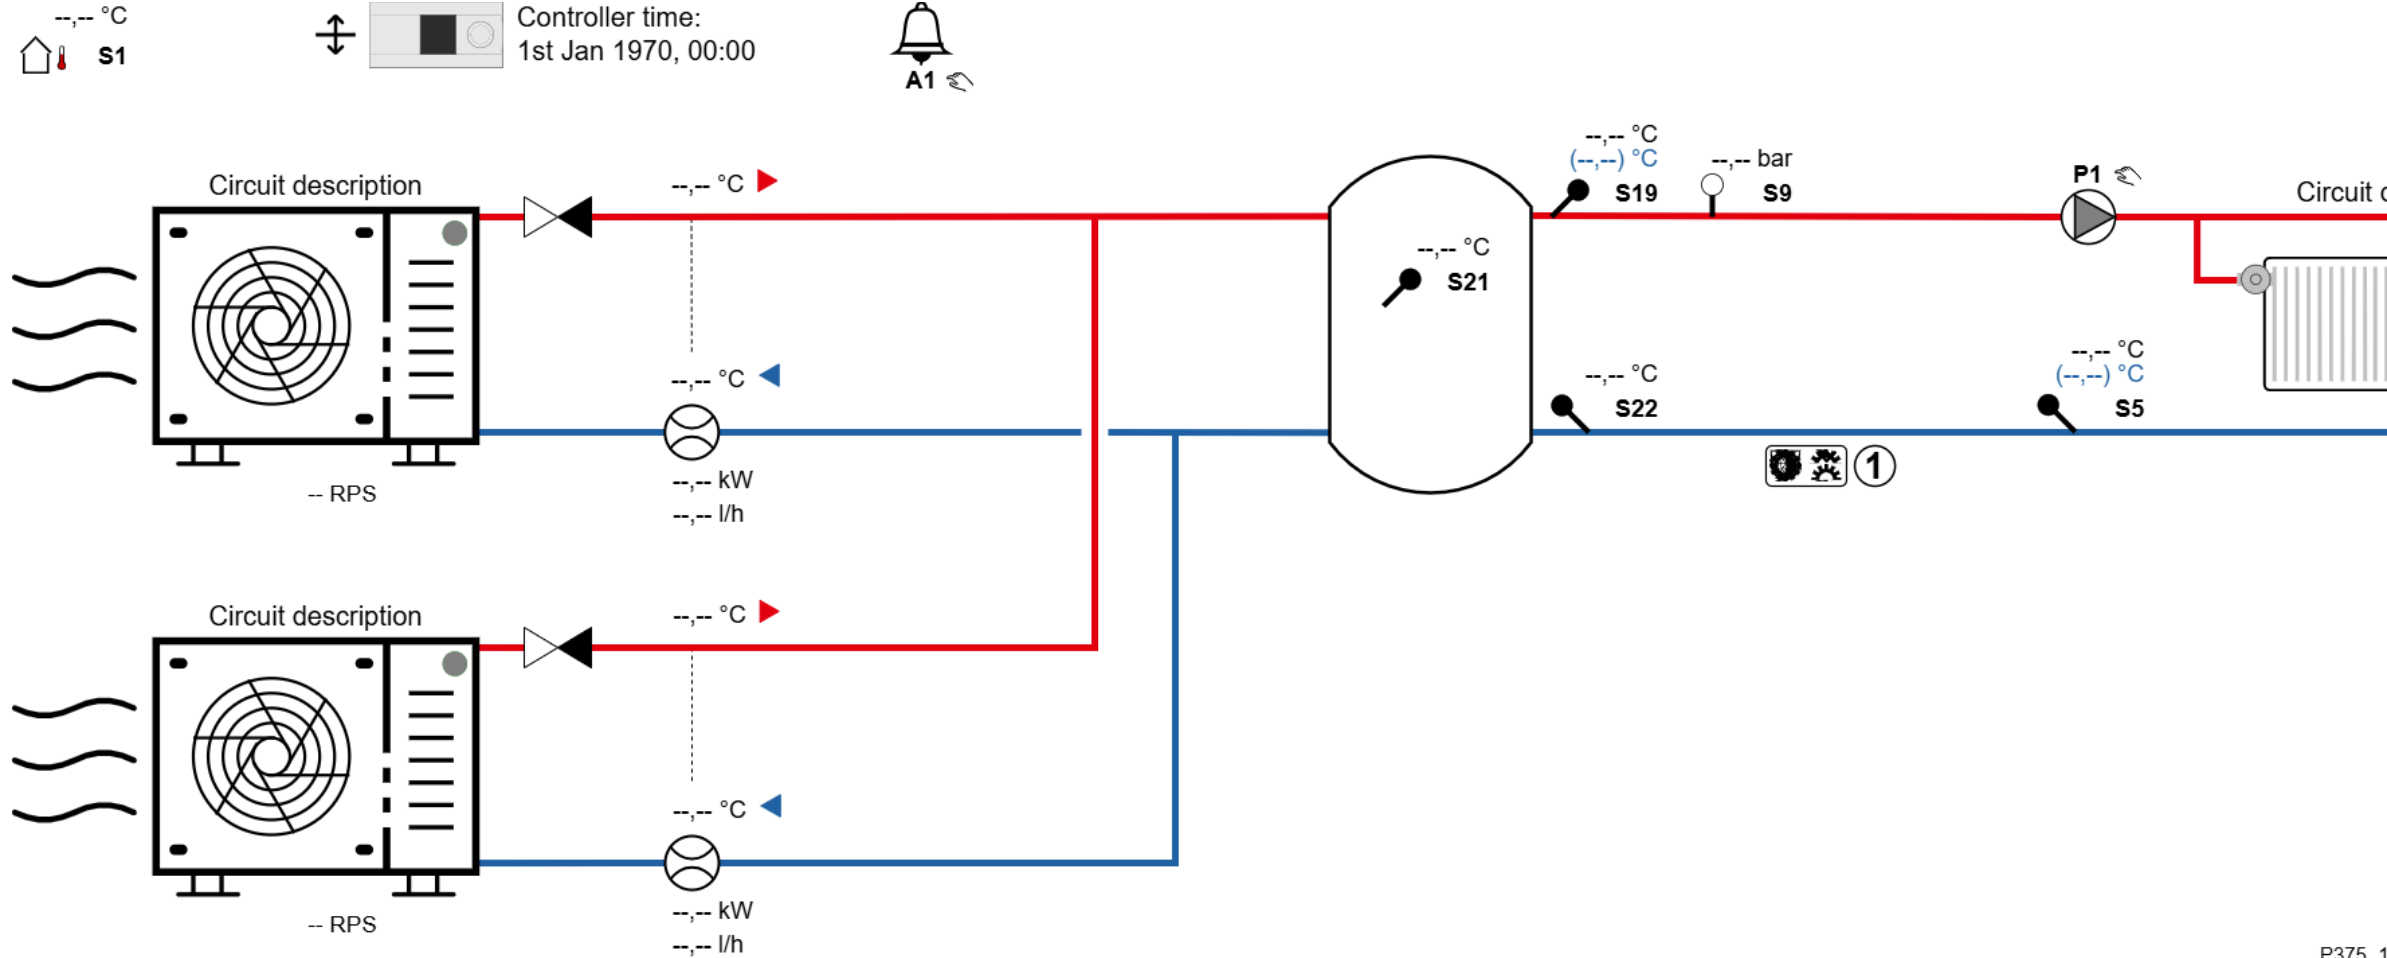 --,-- °C
S1
Controller time:
1st Jan 1970, 00:00
A1
Circuit description
--,-- °C
--,-- °C
--,-- kW
--,-- l/h
-- RPS
--,-- °C
S21
--,-- °C
(--,--) °C
S19
--,-- bar
S9
P1
Circuit
--,-- °C
S22
--,-- °C
(--,--) °C
S5
1
Circuit description
--,-- °C
--,-- °C
--,-- kW
--,-- l/h
-- RPS